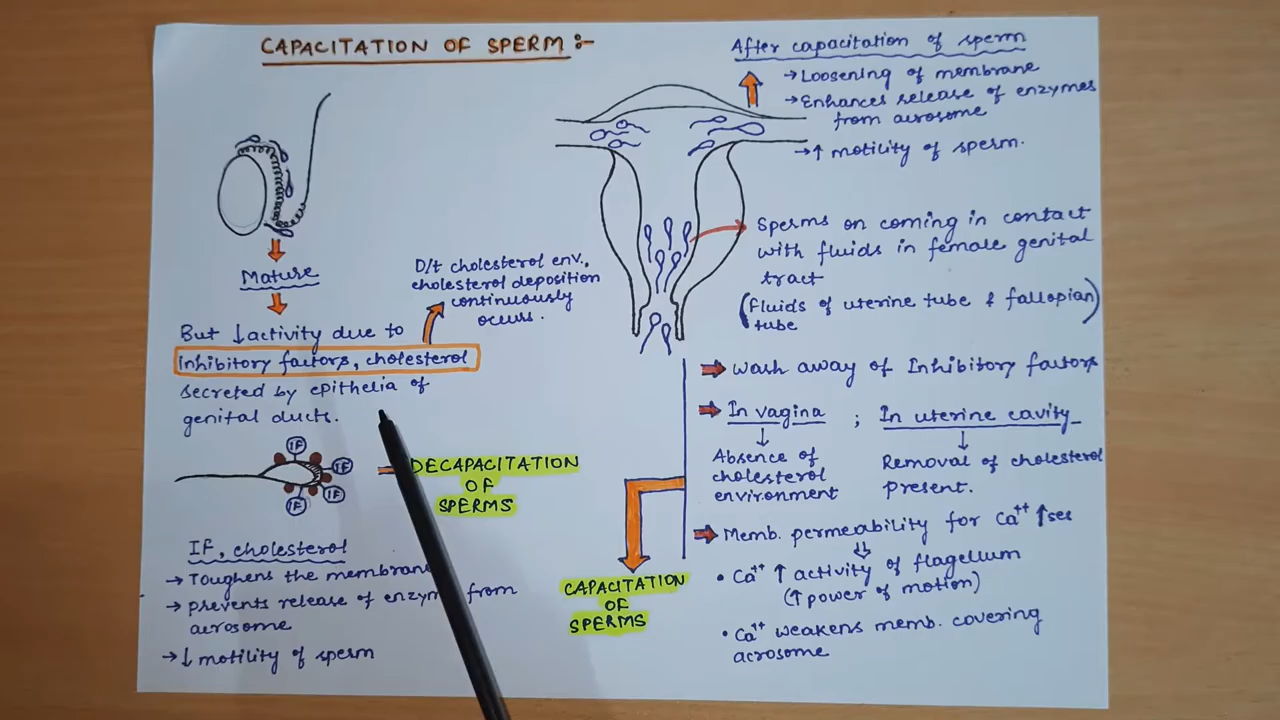 CAPACITATION OF SPERM :-
Mature
But ↓activity due to
inhibitory factors, cholesterol
secreted by epithelia of
genital ducts.
D/t cholesterol env.,
cholesterol deposition
continuously
occurs.
IF
IF
IF
IF
DECAPACITATION
OF
SPERMS
IF, cholesterol
→ Toughens the membrane
→ prevents release of enzymes from
acrosome
→ ↓ motility of sperm
After capacitation of sperm
→ Loosening of membrane
→ Enhances release of enzymes
from acrosome
→ ↑ motility of sperm.
Sperms on coming in contact
with fluids in female genital
tract
(Fluids of uterine tube & fallopian)
tube
Wash away of Inhibitory factors
In vagina ; In uterine cavity
↓ ↓
Absence of
cholesterol
environment
Removal of cholesterol
present.
Memb. permeability for Ca++ ↑ses
⇓
• Ca++ ↑ activity of flagellum
(↑ power of motion)
• Ca++ weakens memb. covering
acrosome
CAPACITATION
OF
SPERMS